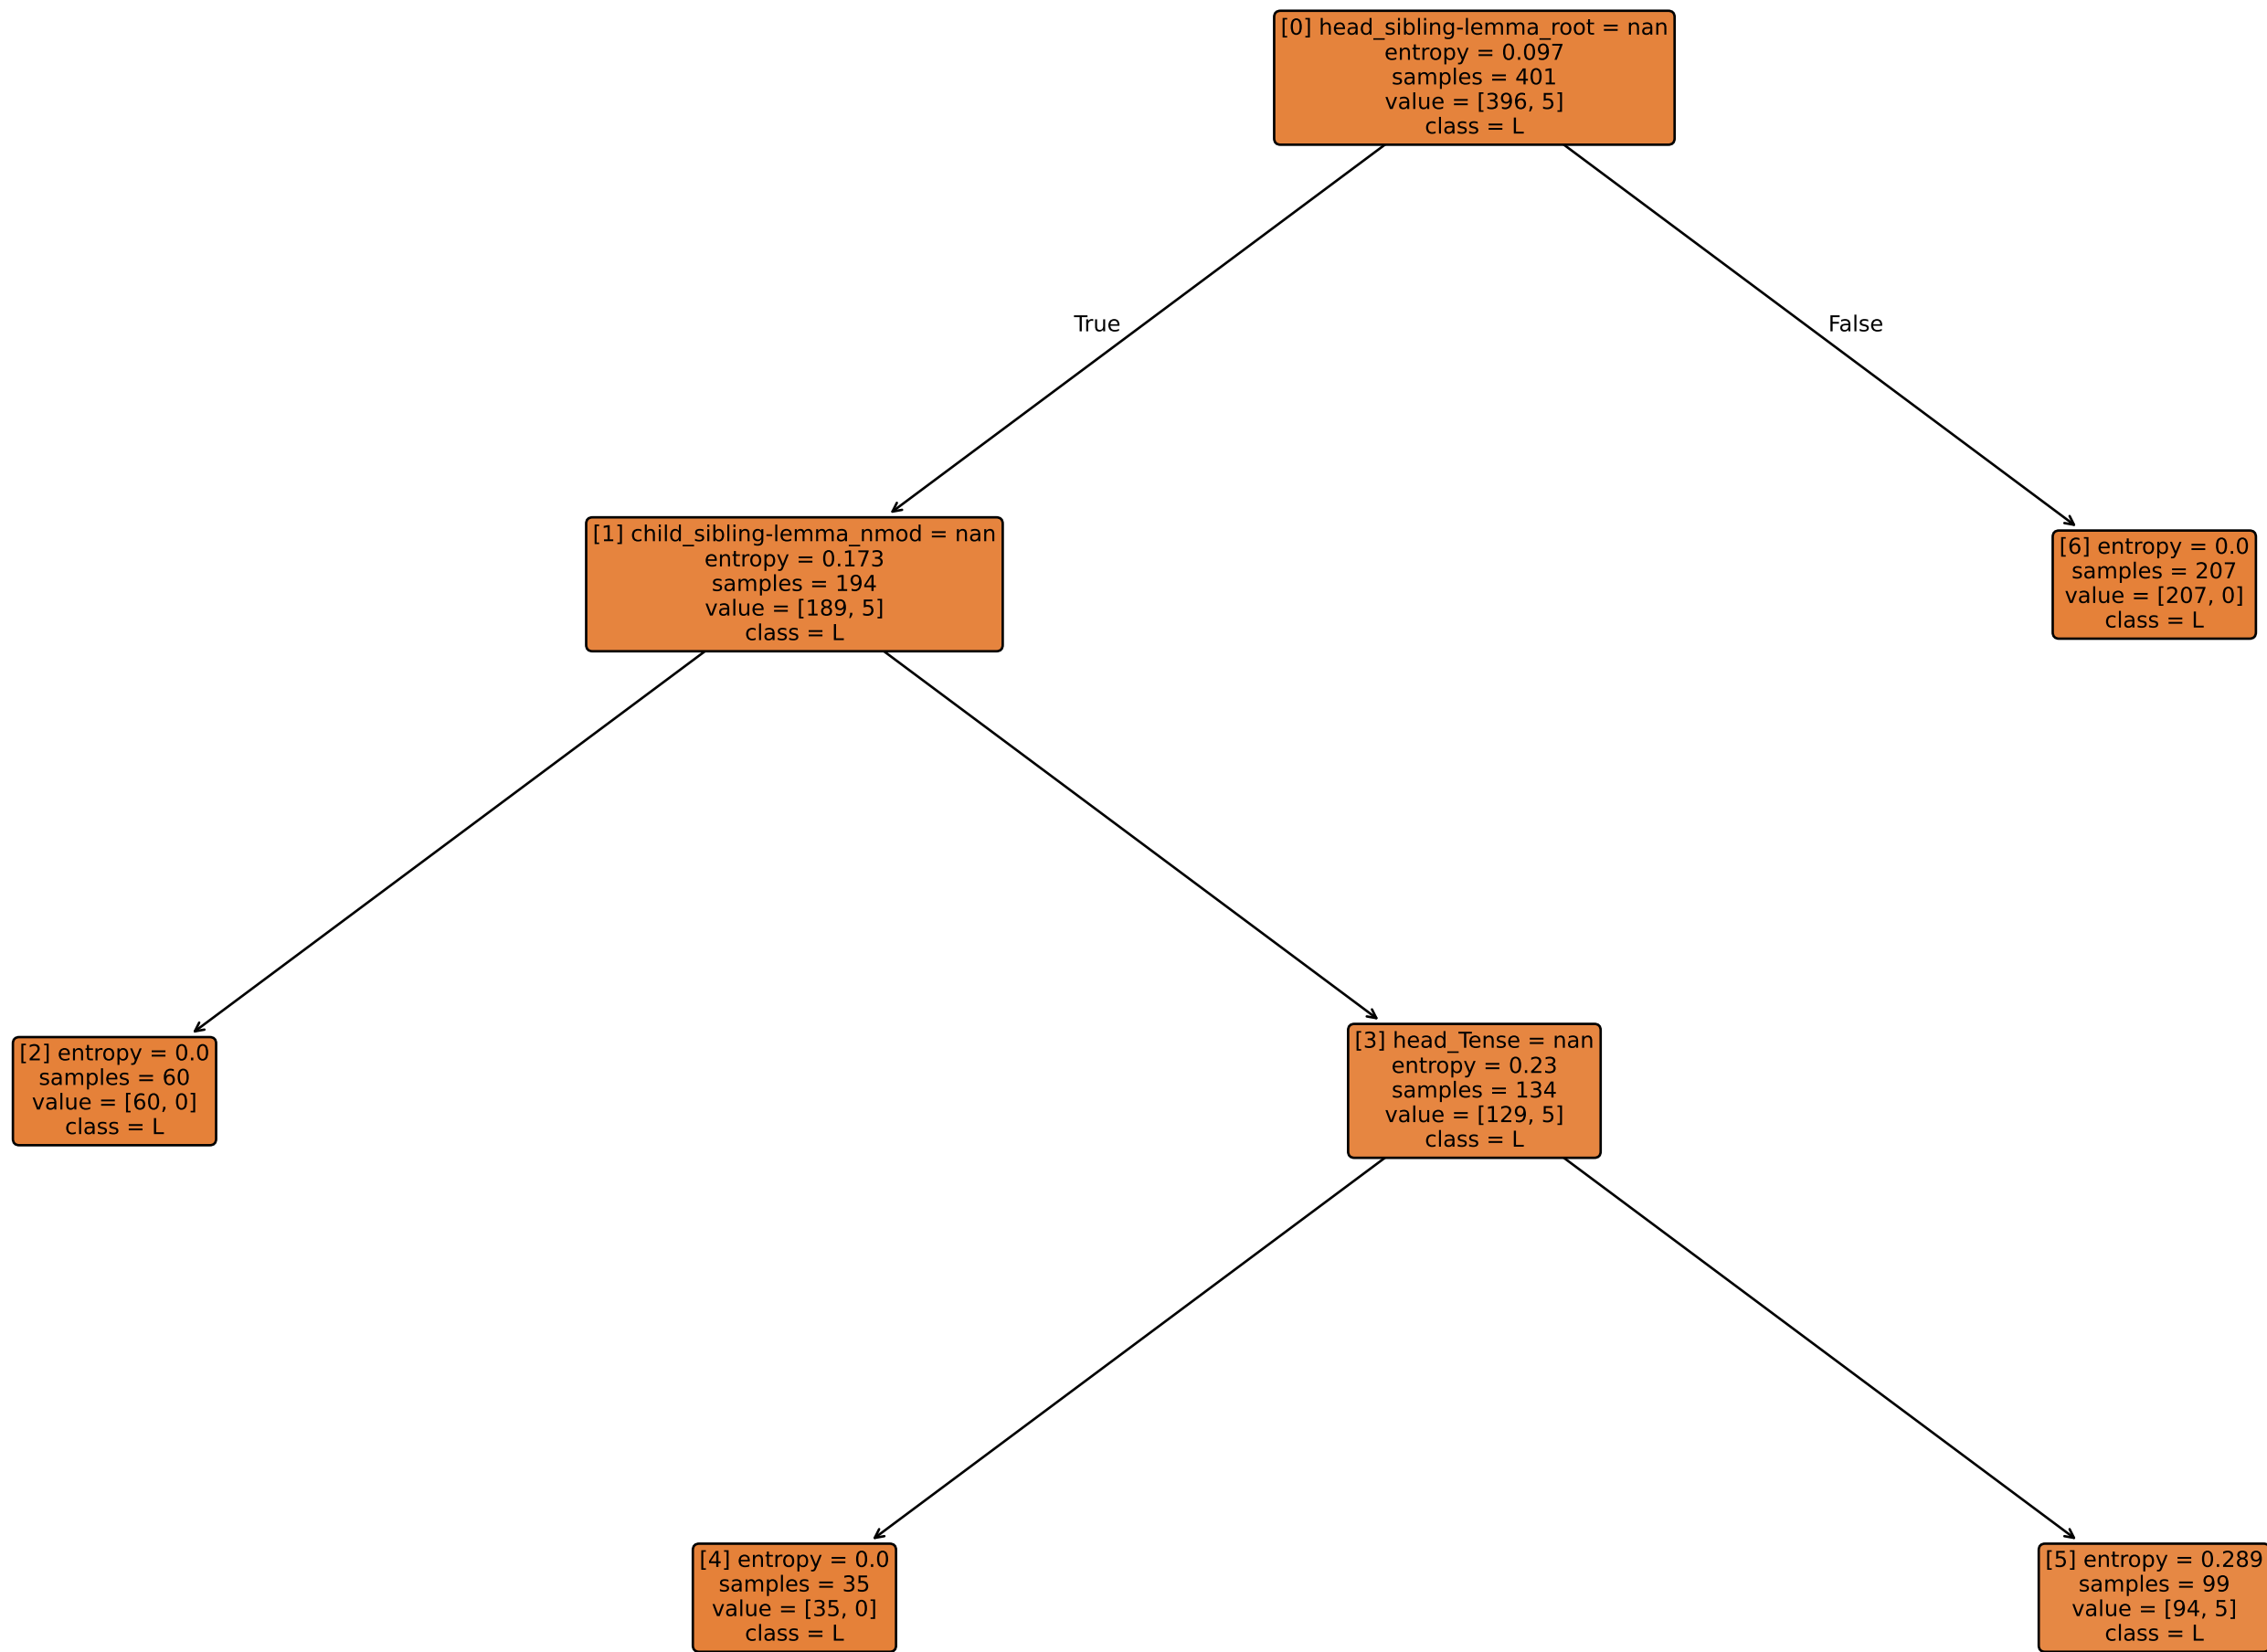 [0] head_sibling-lemma_root = nan
entropy = 0.097
samples = 401
value = [396, 5]
class = L
True
False
[1] child_sibling-lemma_nmod = nan
entropy = 0.173
samples = 194
value = [189, 5]
class = L
[6] entropy = 0.0
samples = 207
value = [207, 0]
class = L
[2] entropy = 0.0
samples = 60
value = [60, 0]
class = L
[3] head_Tense = nan
entropy = 0.23
samples = 134
value = [129, 5]
class = L
[4] entropy = 0.0
samples = 35
value = [35, 0]
class = L
[5] entropy = 0.289
samples = 99
value = [94, 5]
class = L